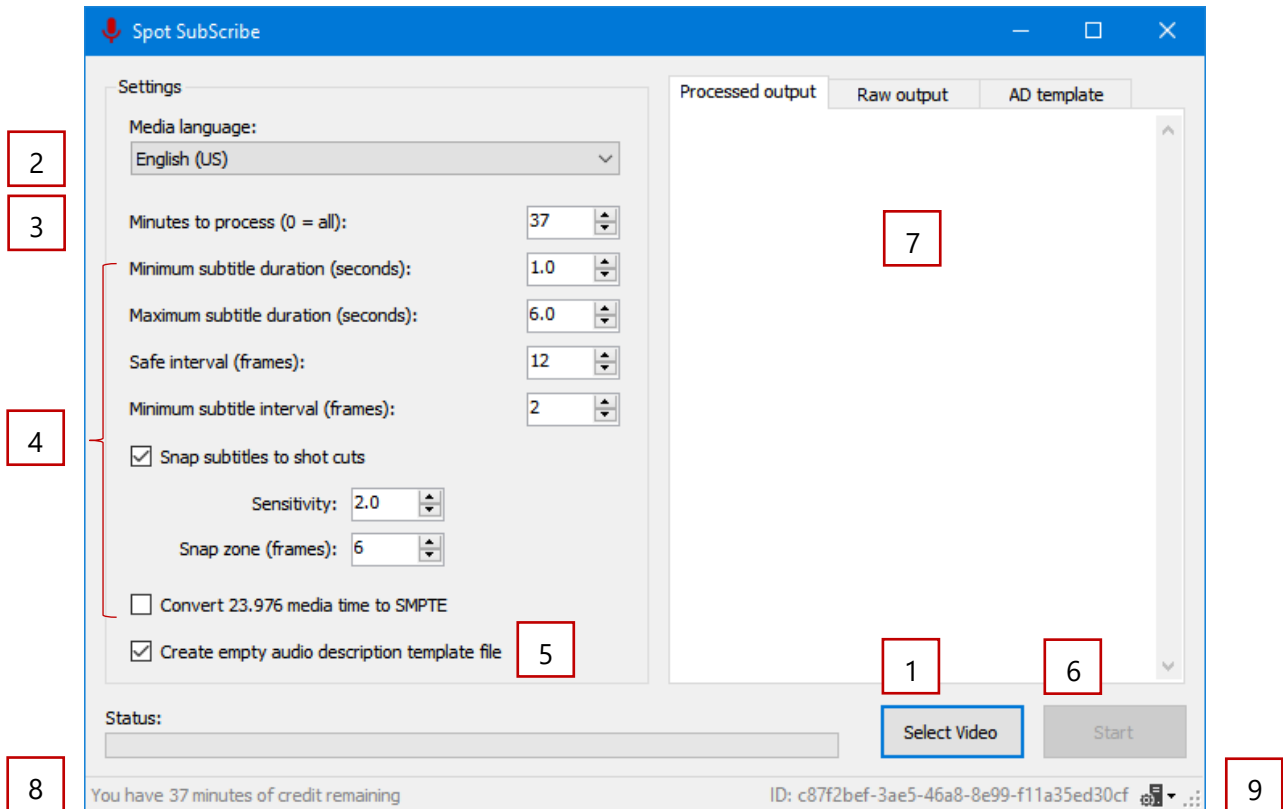 Spot SubScribe
Settings
Media language:
2
English (US)
3
Minutes to process (0 = all):
37
Minimum subtitle duration (seconds):
1.0
Maximum subtitle duration (seconds):
6.0
Safe interval (frames):
12
4
Minimum subtitle interval (frames):
2
Snap subtitles to shot cuts
Sensitivity:
2.0
Snap zone (frames):
6
Convert 23.976 media time to SMPTE
Create empty audio description template file
5
Processed output
Raw output
AD template
7
1
6
Status:
Select Video
Start
8
You have 37 minutes of credit remaining
ID: c87f2bef-3ae5-46a8-8e99-f11a35ed30cf
9